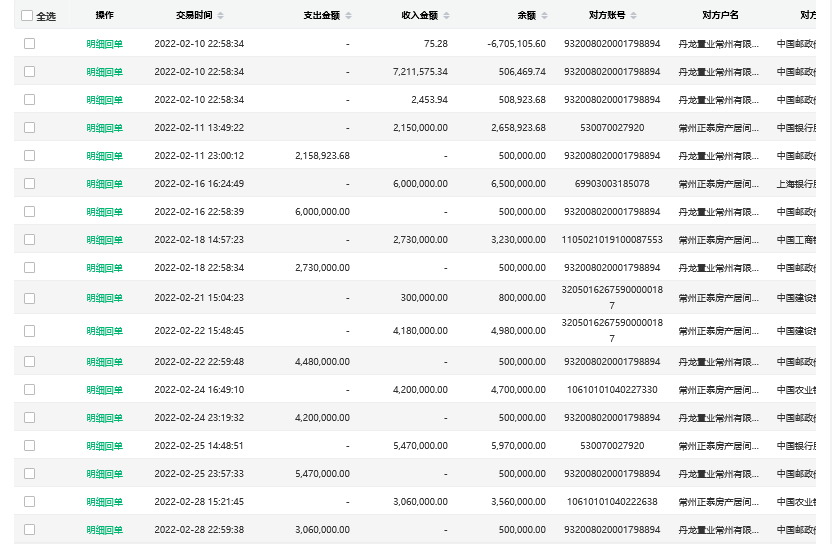 全选 操作 交易时间 支出金额 收入金额 余额 对方账号 对方户名 对方
明细回单 2022-02-10 22:58:34 - 75.28 -6,705,105.60 932008020001798894 丹龙置业常州有限... 中国邮政
明细回单 2022-02-10 22:58:34 - 7,211,575.34 506,469.74 932008020001798894 丹龙置业常州有限... 中国邮政
明细回单 2022-02-10 22:58:34 - 2,453.94 508,923.68 932008020001798894 丹龙置业常州有限... 中国邮政
明细回单 2022-02-11 13:49:22 - 2,150,000.00 2,658,923.68 530070027920 常州正泰房产居间... 中国银行
明细回单 2022-02-11 23:00:12 2,158,923.68 - 500,000.00 932008020001798894 丹龙置业常州有限... 中国邮政
明细回单 2022-02-16 16:24:49 - 6,000,000.00 6,500,000.00 69903003185078 常州正泰房产居间... 上海银行
明细回单 2022-02-16 22:58:39 6,000,000.00 - 500,000.00 932008020001798894 丹龙置业常州有限... 中国邮政
明细回单 2022-02-18 14:57:23 - 2,730,000.00 3,230,000.00 1105021019100087553 常州正泰房产居间... 中国工商
明细回单 2022-02-18 22:58:34 2,730,000.00 - 500,000.00 932008020001798894 丹龙置业常州有限... 中国邮政
明细回单 2022-02-21 15:04:23 - 300,000.00 800,000.00 3205016267590000018
7 常州正泰房产居间... 中国建设
明细回单 2022-02-22 15:48:45 - 4,180,000.00 4,980,000.00 3205016267590000018
7 常州正泰房产居间... 中国建设
明细回单 2022-02-22 22:59:48 4,480,000.00 - 500,000.00 932008020001798894 丹龙置业常州有限... 中国邮政
明细回单 2022-02-24 16:49:10 - 4,200,000.00 4,700,000.00 10610101040227330 常州正泰房产居间... 中国农业
明细回单 2022-02-24 23:19:32 4,200,000.00 - 500,000.00 932008020001798894 丹龙置业常州有限... 中国邮政
明细回单 2022-02-25 14:48:51 - 5,470,000.00 5,970,000.00 530070027920 常州正泰房产居间... 中国银行
明细回单 2022-02-25 23:57:33 5,470,000.00 - 500,000.00 932008020001798894 丹龙置业常州有限... 中国邮政
明细回单 2022-02-28 15:21:45 - 3,060,000.00 3,560,000.00 10610101040222638 常州正泰房产居间... 中国农业
明细回单 2022-02-28 22:59:38 3,060,000.00 - 500,000.00 932008020001798894 丹龙置业常州有限... 中国邮政